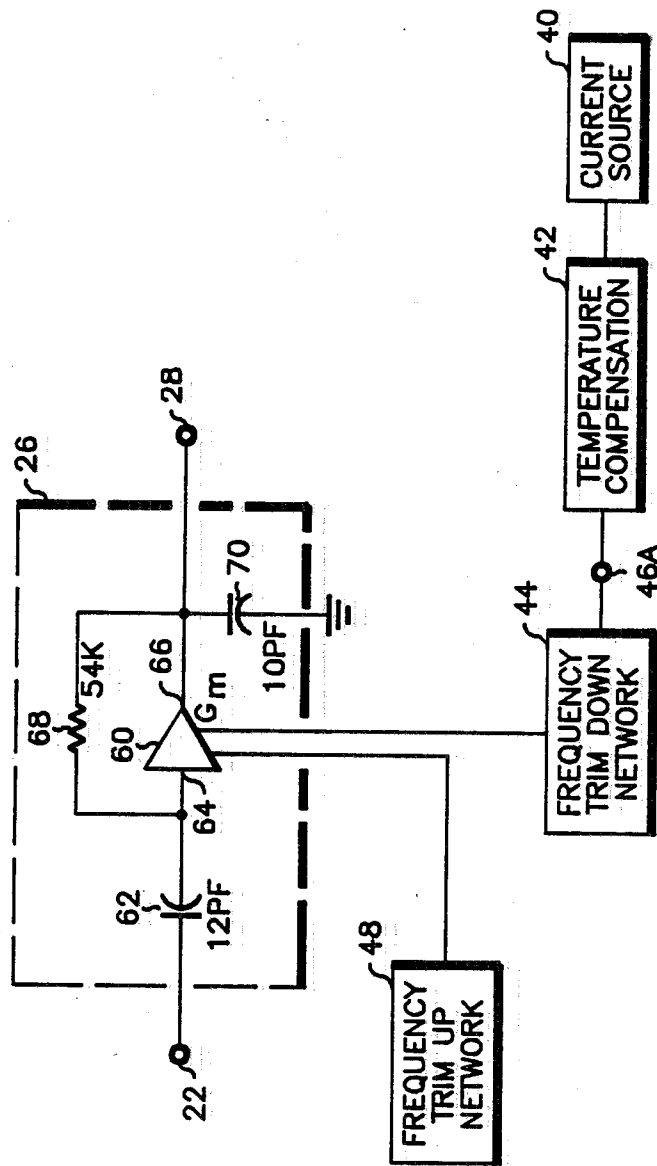 26
68
54K
60
66
28
62
64
Gm
70
22
12PF
10PF
48
FREQUENCY
TRIM UP
NETWORK
44
FREQUENCY
TRIM DOWN
NETWORK
46A
42
TEMPERATURE
COMPENSATION
40
CURRENT
SOURCE